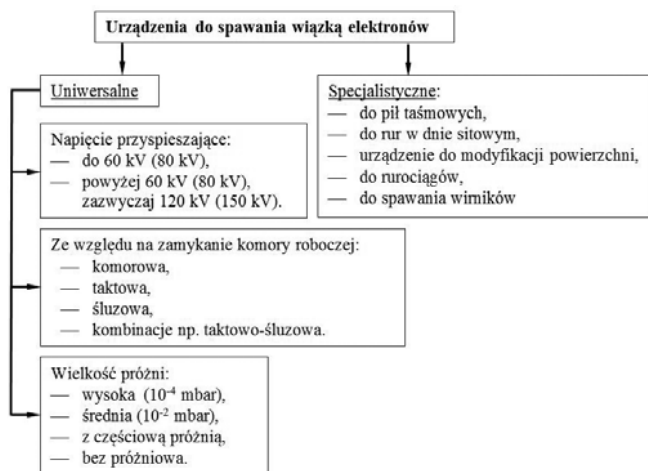 Urządzenia do spawania wiązką elektronów
Uniwersalne
Napięcie przyspieszające:
— do 60 kV (80 kV),
— powyżej 60 kV (80 kV),
zazwyczaj 120 kV (150 kV).
Ze względu na zamykanie komory roboczej:
— komorowa,
— taktowa,
— śluzowa,
— kombinacje np. taktowo-śluzowa.
Wielkość próżni:
— wysoka (10⁻⁴ mbar),
— średnia (10⁻² mbar),
— z częściową próżnią,
— bez próżniowa.
Specjalistyczne:
— do pił taśmowych,
— do rur w dnie sitowym,
— urządzenie do modyfikacji powierzchni,
— do rurociągów,
— do spawania wirników